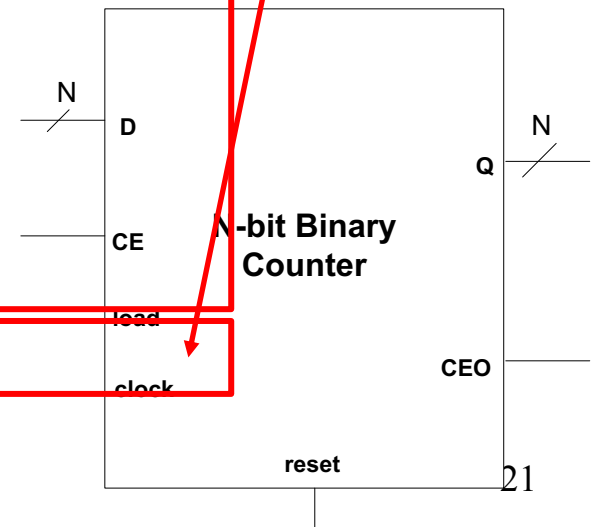 N
D
N
Q
CE
N-bit Binary
Counter
load
CEO
clock
reset
21